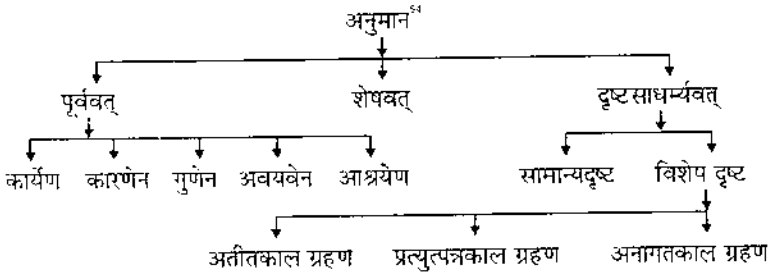 अनुमान⁵⁴
पूर्ववत् शेषवत् दृष्टसाधर्म्यवत्
कार्येण कारणेन गुणेन अवयवेन आश्रयेण सामान्यदृष्ट विशेप दृष्ट
अतीतकाल ग्रहण प्रत्युत्पन्नकाल ग्रहण अनागतकाल ग्रहण